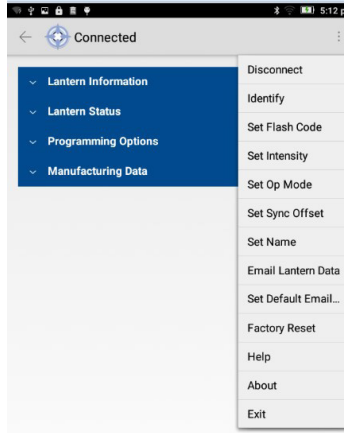 5:12 p
Connected
Lantern Information
Lantern Status
Programming Options
Manufacturing Data
Disconnect
Identify
Set Flash Code
Set Intensity
Set Op Mode
Set Sync Offset
Set Name
Email Lantern Data
Set Default Email...
Factory Reset
Help
About
Exit